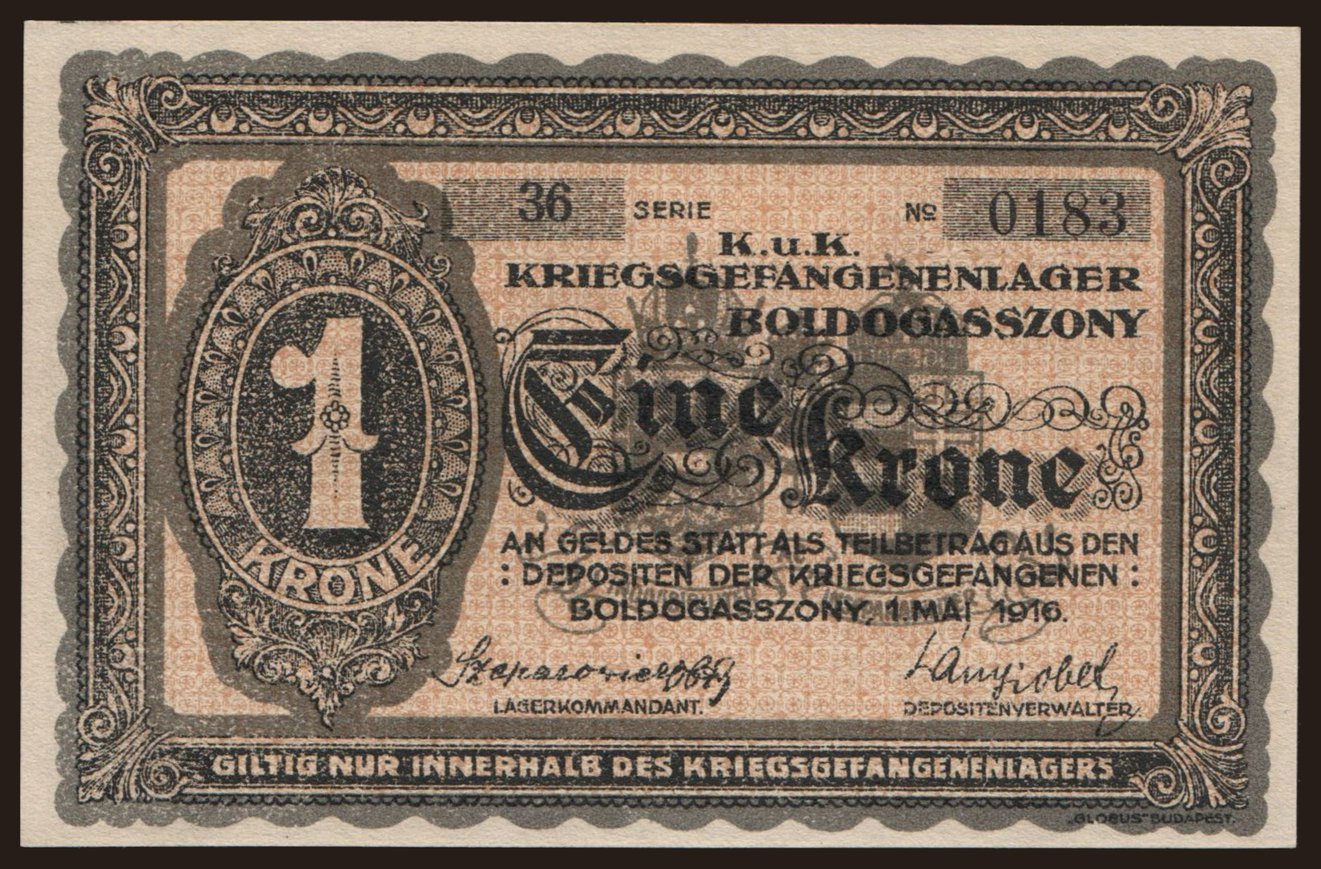 36 SERIE № 0183
K.u.K.
KRIEGSGEFANGENENLAGER
BOLDOGASSZONY
Eine
Krone
1
KRONE
AN GELDES STATT ALS TEILBETRAG AUS DEN
: DEPOSITEN DER KRIEGSGEFANGENEN :
BOLDOGASSZONY, 1. MAI 1916.
LAGERKOMMANDANT. DEPOSITENVERWALTER.
GILTIG NUR INNERHALB DES KRIEGSGEFANGENENLAGERS
„GLOBUS" BUDAPEST.